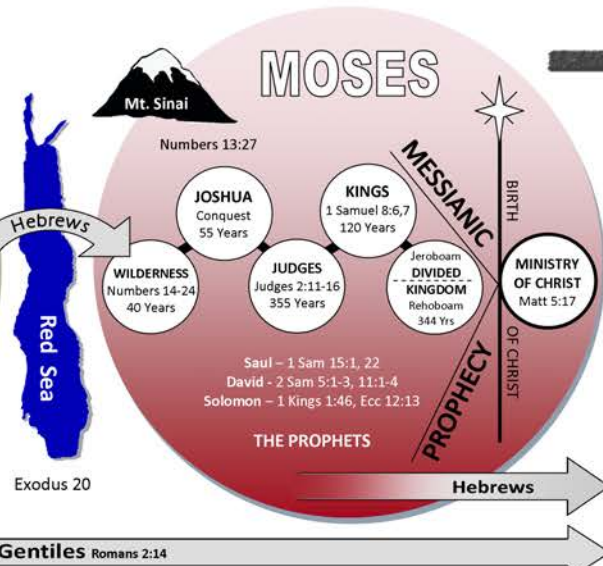 MOSES
Mt. Sinai
Numbers 13:27
Hebrews
Red Sea
Exodus 20
WILDERNESS
Numbers 14-24
40 Years
JOSHUA
Conquest
55 Years
JUDGES
Judges 2:11-16
355 Years
KINGS
1 Samuel 8:6,7
120 Years
Jeroboam
DIVIDED
KINGDOM
Rehoboam
344 Yrs
MESSIANIC
PROPHECY
BIRTH
OF CHRIST
MINISTRY
OF CHRIST
Matt 5:17
Saul – 1 Sam 15:1, 22
David - 2 Sam 5:1-3, 11:1-4
Solomon – 1 Kings 1:46, Ecc 12:13
THE PROPHETS
Hebrews
Gentiles Romans 2:14